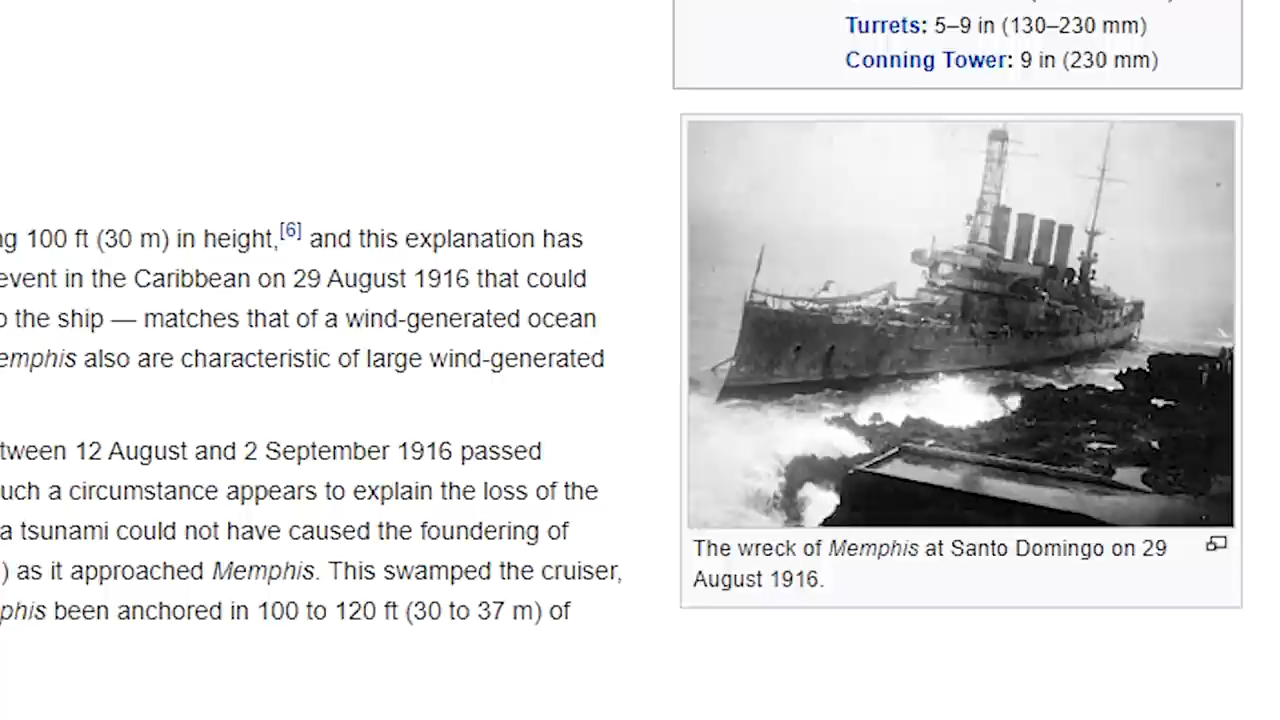 Turrets: 5–9 in (130–230 mm)
Conning Tower: 9 in (230 mm)
ng 100 ft (30 m) in height,[6] and this explanation has
event in the Caribbean on 29 August 1916 that could
o the ship — matches that of a wind-generated ocean
emphis also are characteristic of large wind-generated
tween 12 August and 2 September 1916 passed
uch a circumstance appears to explain the loss of the
a tsunami could not have caused the foundering of
) as it approached Memphis. This swamped the cruiser,
phis been anchored in 100 to 120 ft (30 to 37 m) of
The wreck of Memphis at Santo Domingo on 29
August 1916.